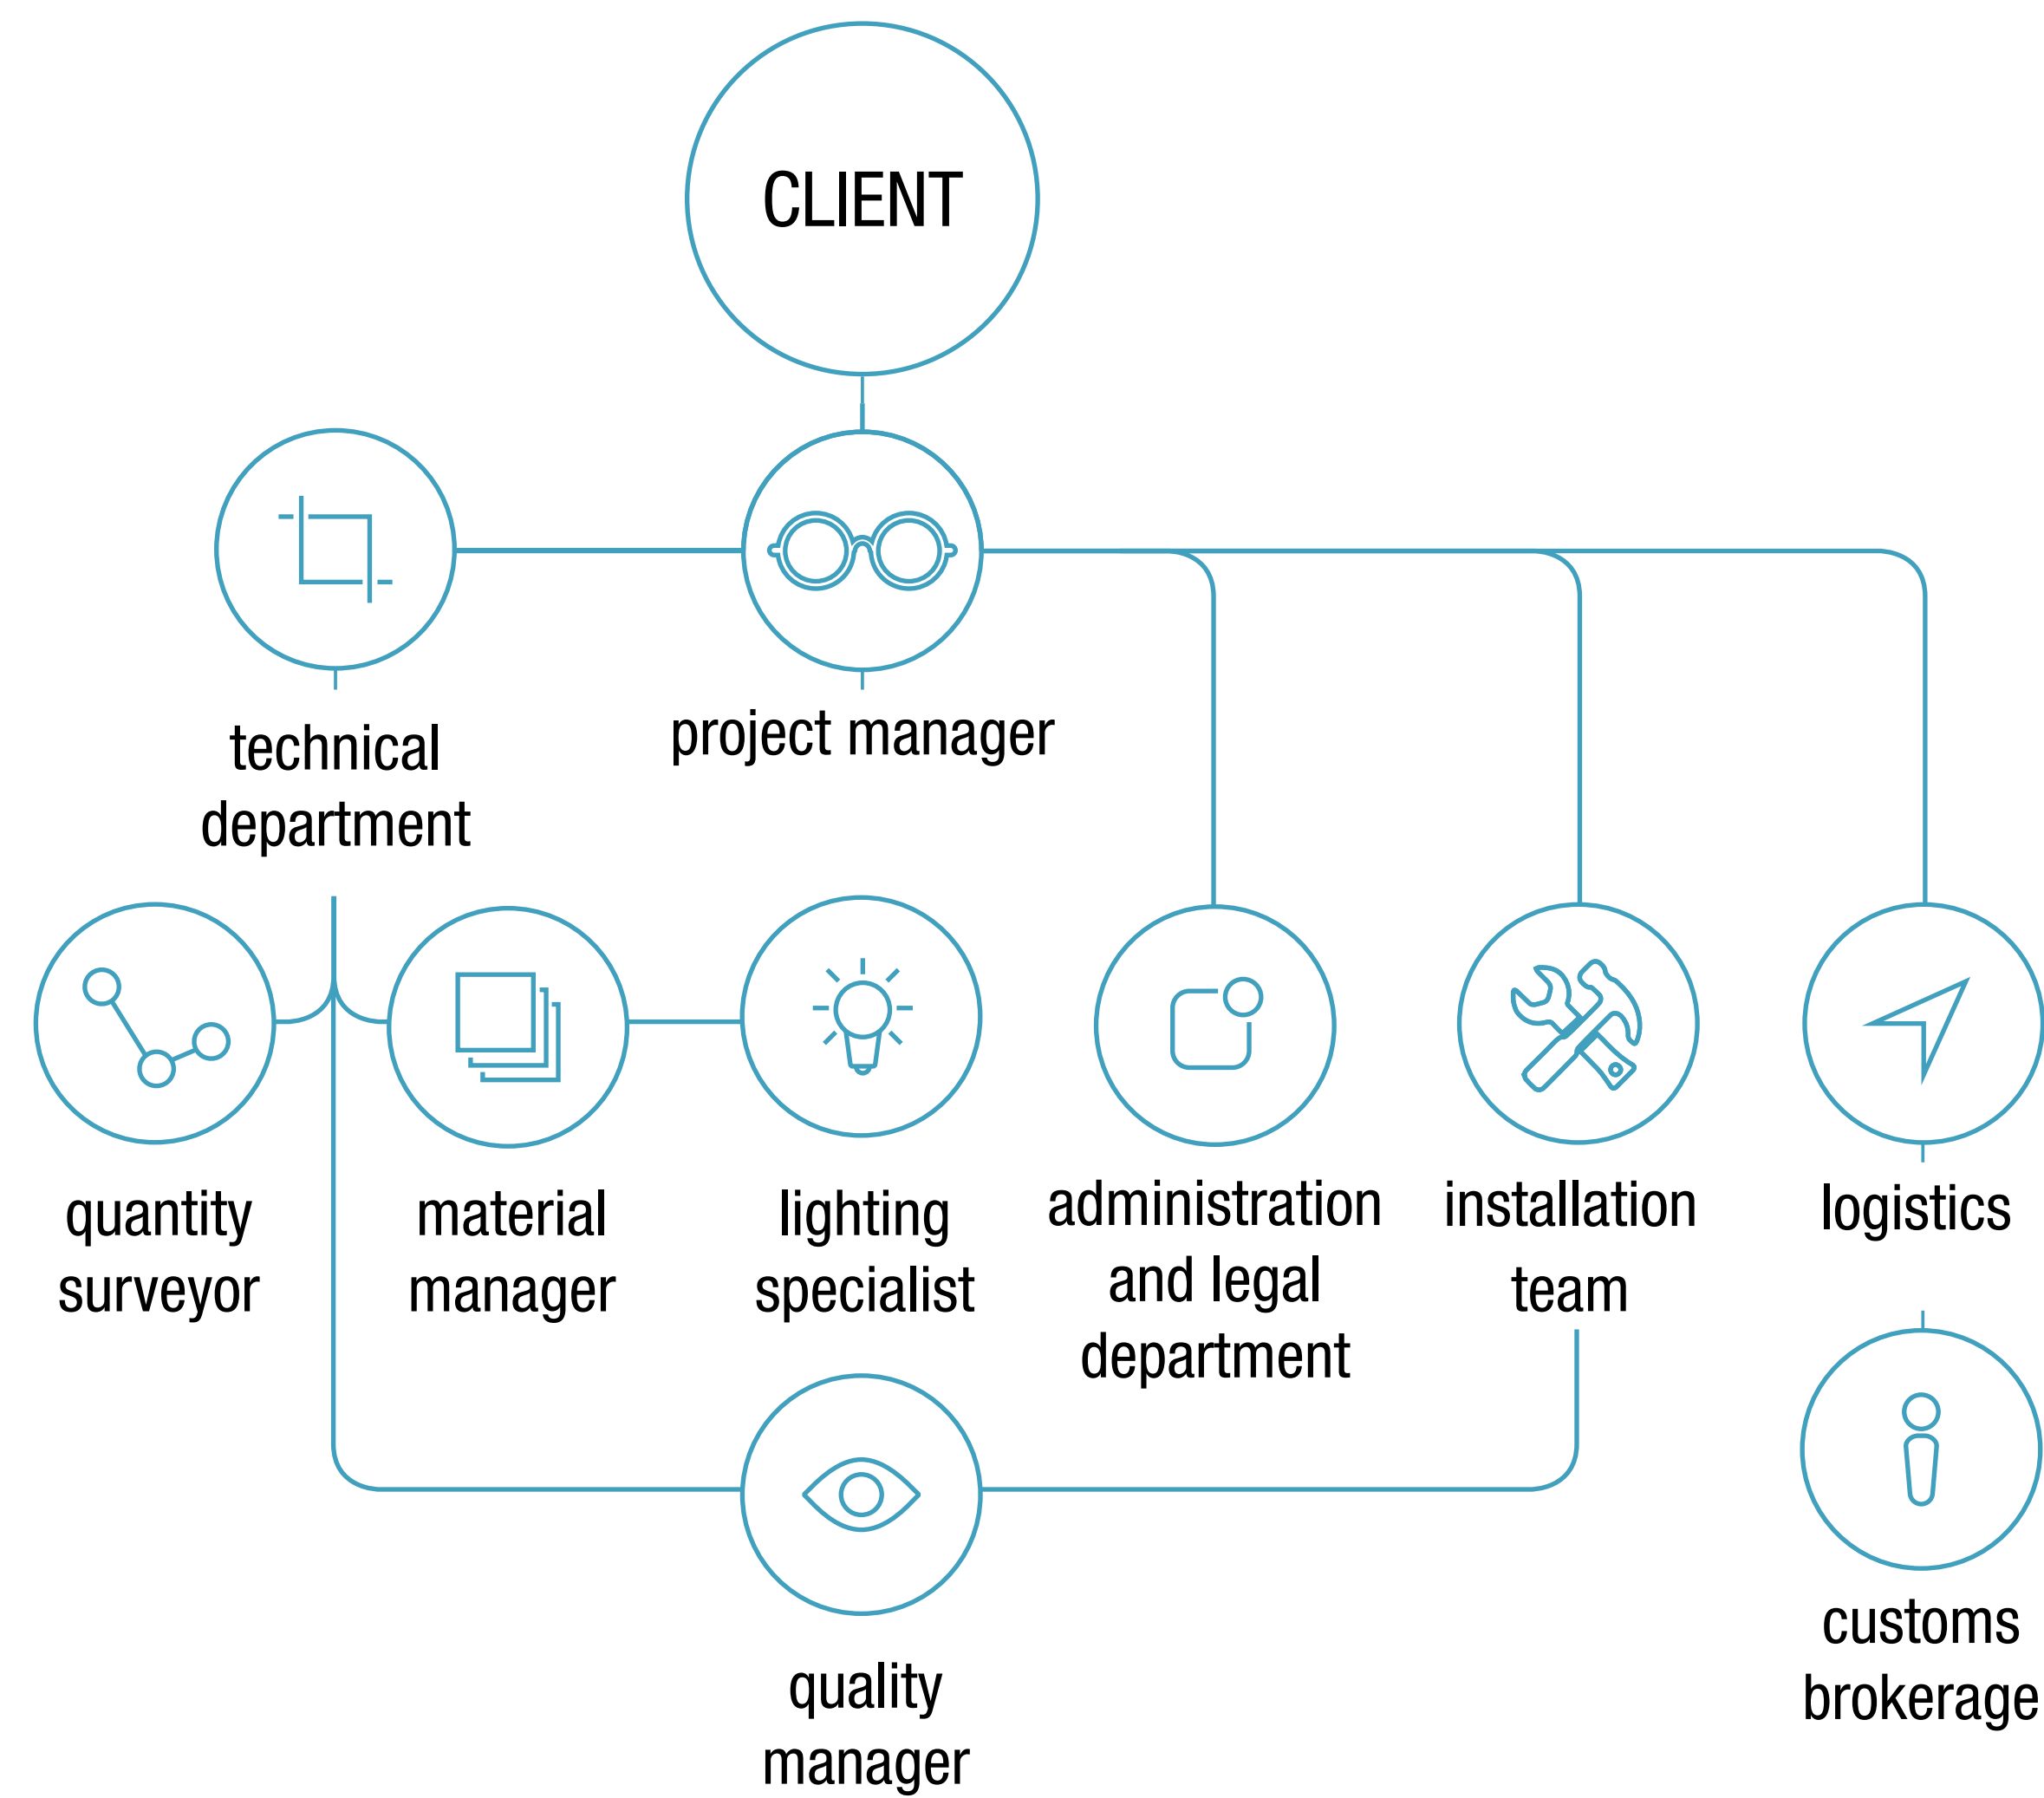 CLIENT
technical
department
project manager
quantity
surveyor
material
manager
lighting
specialist
administration
and legal
department
installation
team
logistics
customs
brokerage
quality
manager